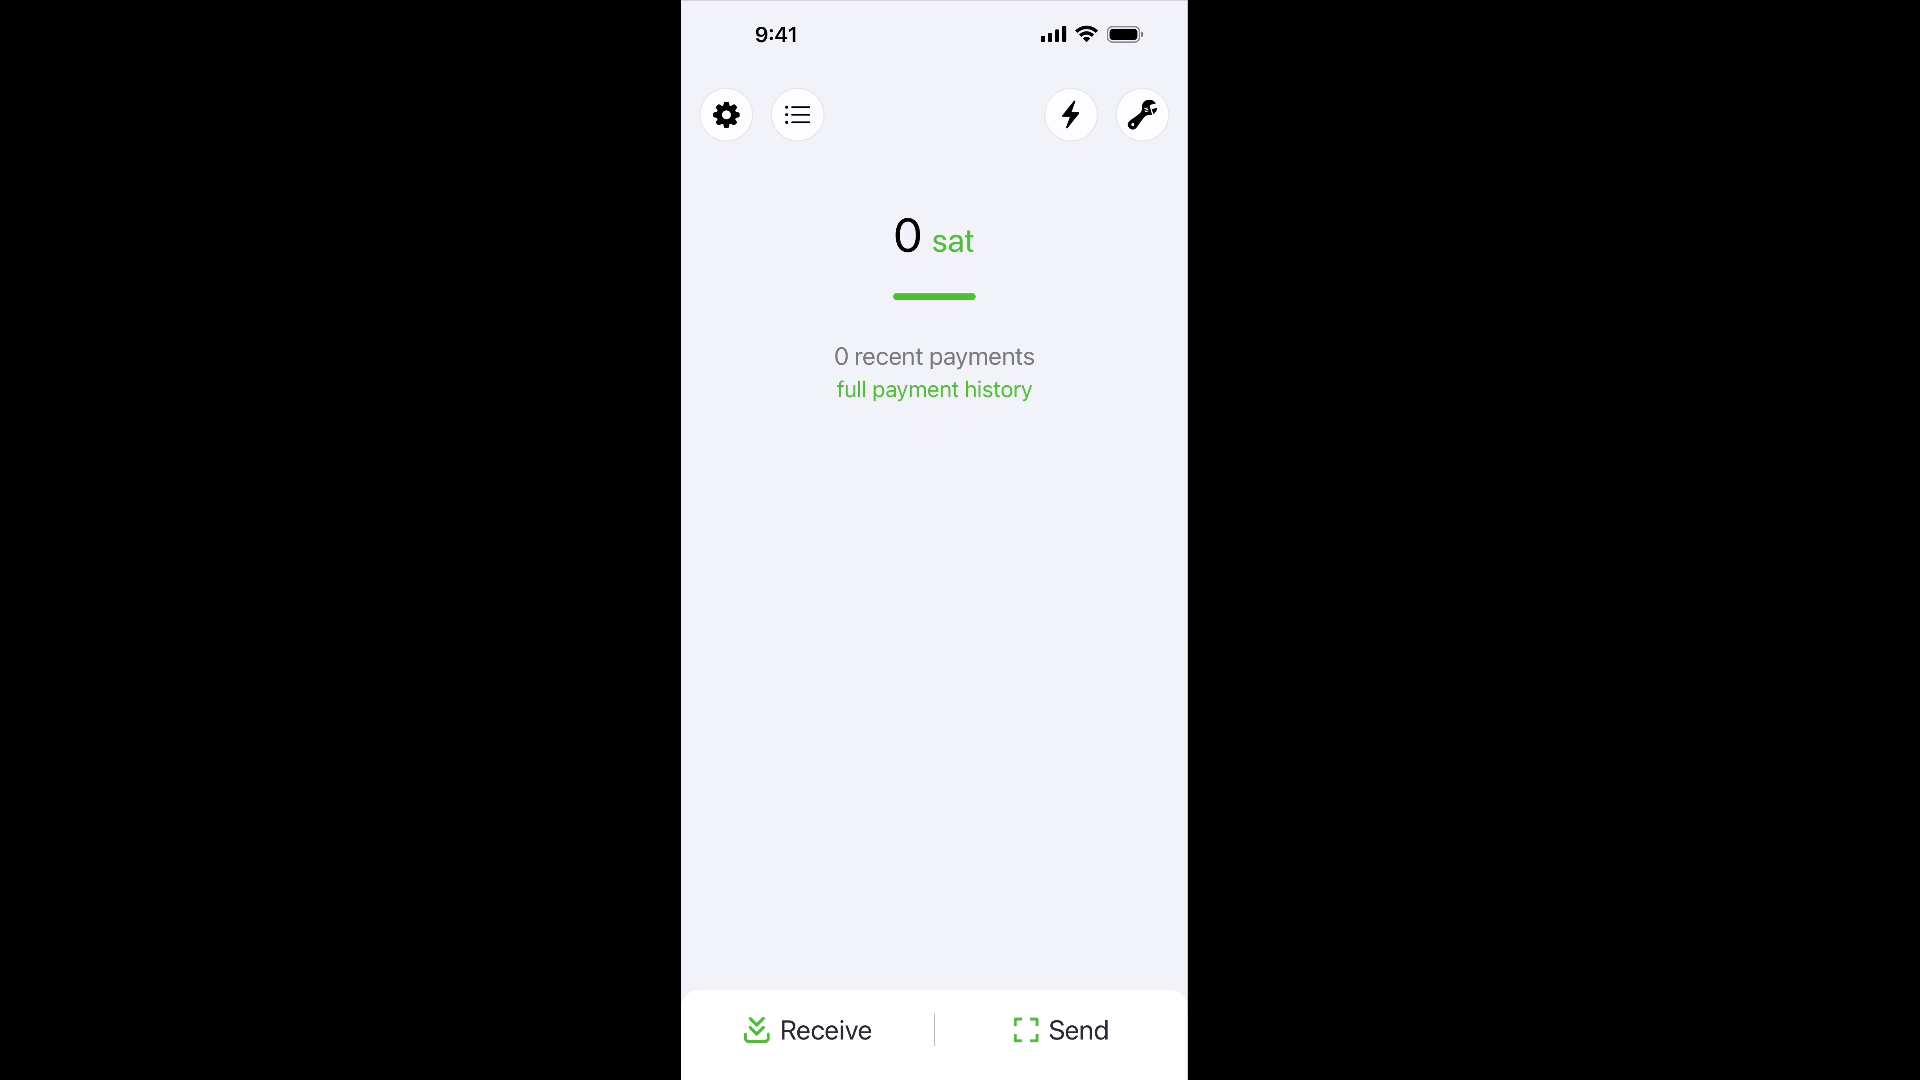 9:41
0 sat
0 recent payments
full payment history
Receive
Send